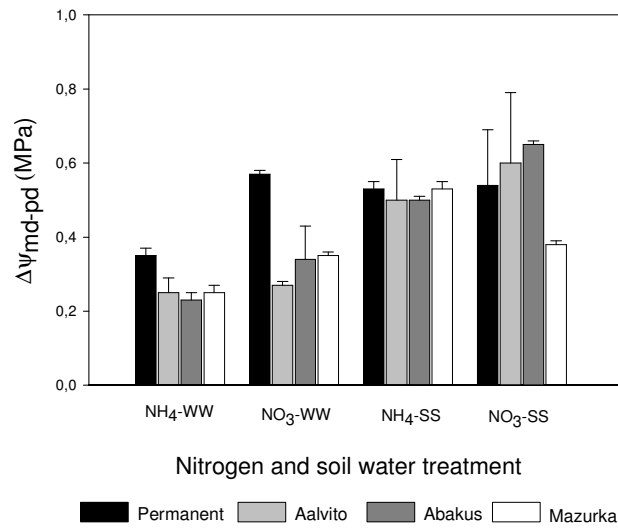 1,0
0,8
0,6
0,4
0,2
0,0
ΔΨmd-pd (MPa)
NH4-WW NO3-WW NH4-SS NO3-SS
Nitrogen and soil water treatment
Permanent Aalvito Abakus Mazurka